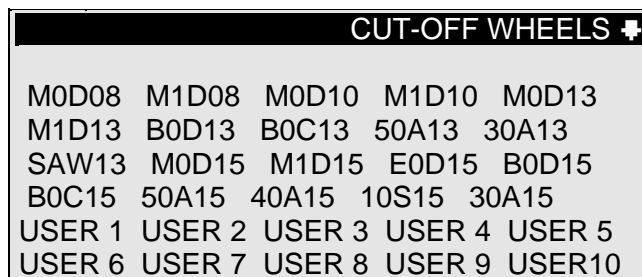 CUT-OFF WHEELS
M0D08 M1D08 M0D10 M1D10 M0D13
M1D13 B0D13 B0C13 50A13 30A13
SAW13 M0D15 M1D15 E0D15 B0D15
B0C15 50A15 40A15 10S15 30A15
USER 1 USER 2 USER 3 USER 4 USER 5
USER 6 USER 7 USER 8 USER 9 USER10